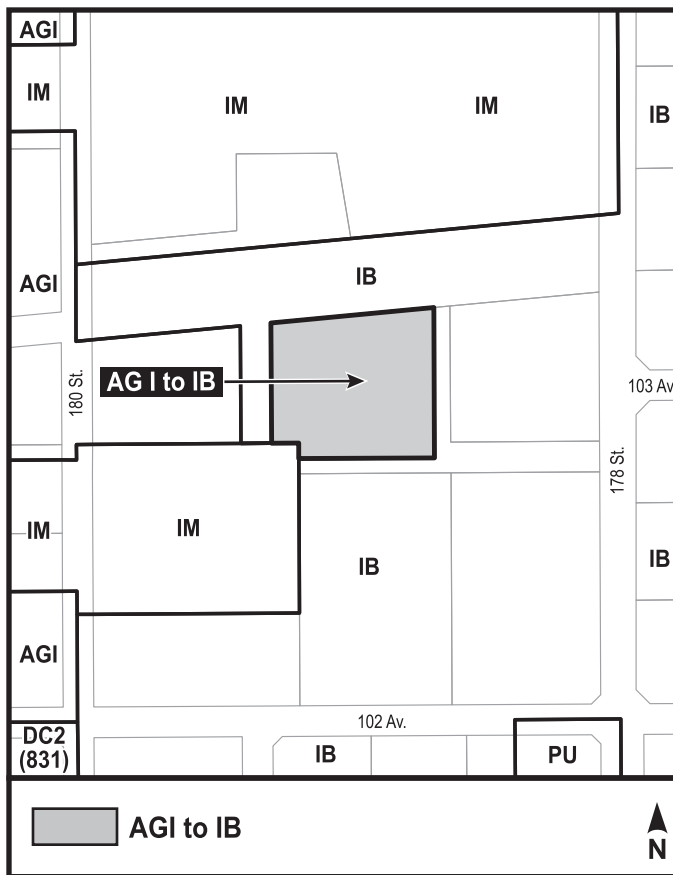 AGI
IM
IM
IM
IB
AGI
IB
AG I to IB
180 St.
103 Av
178 St.
IM
IM
IB
IB
AGI
102 Av.
DC2
(831)
IB
PU
AGI to IB
N